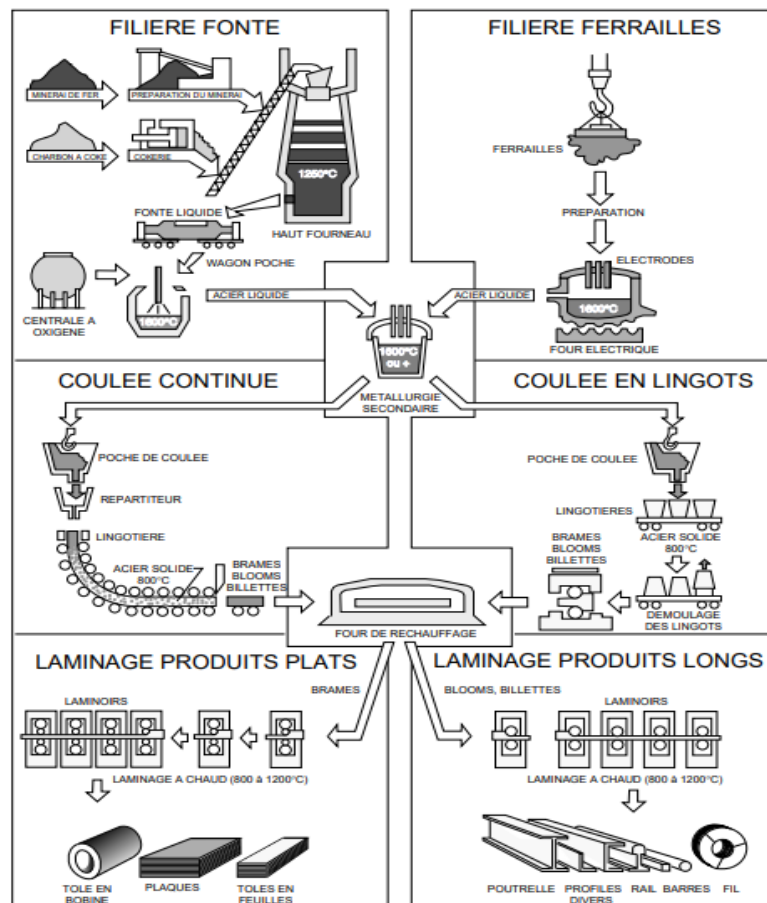 FILIERE FONTE
MINERAI DE FER
PREPARATION DU MINERAI
CHARBON A COKE
COKERIE
1250°C
FONTE LIQUIDE
HAUT FOURNEAU
WAGON POCHE
CENTRALE A
OXIGENE
1600°C
ACIER LIQUIDE
FILIERE FERRAILLES
FERRAILLES
PREPARATION
ELECTRODES
ACIER LIQUIDE
1600°C
FOUR ELECTRIQUE
1600°C
ou +
METALLURGIE
SECONDAIRE
COULEE CONTINUE
POCHE DE COULEE
REPARTITEUR
LINGOTIERE
ACIER SOLIDE
800°C
BRAMES
BLOOMS
BILLETTES
COULEE EN LINGOTS
POCHE DE COULEE
LINGOTIERES
ACIER SOLIDE
800°C
BRAMES
BLOOMS
BILLETTES
DEMOULAGE
DES LINGOTS
FOUR DE RECHAUFFAGE
LAMINAGE PRODUITS PLATS
BRAMES
LAMINOIRS
LAMINAGE A CHAUD (800 à 1200°C)
TOLE EN
BOBINE
PLAQUES
TOLES EN
FEUILLES
LAMINAGE PRODUITS LONGS
BLOOMS, BILLETTES
LAMINOIRS
LAMINAGE A CHAUD (800 à 1200°C)
POUTRELLE
PROFILES
DIVERS
RAIL
BARRES
FIL